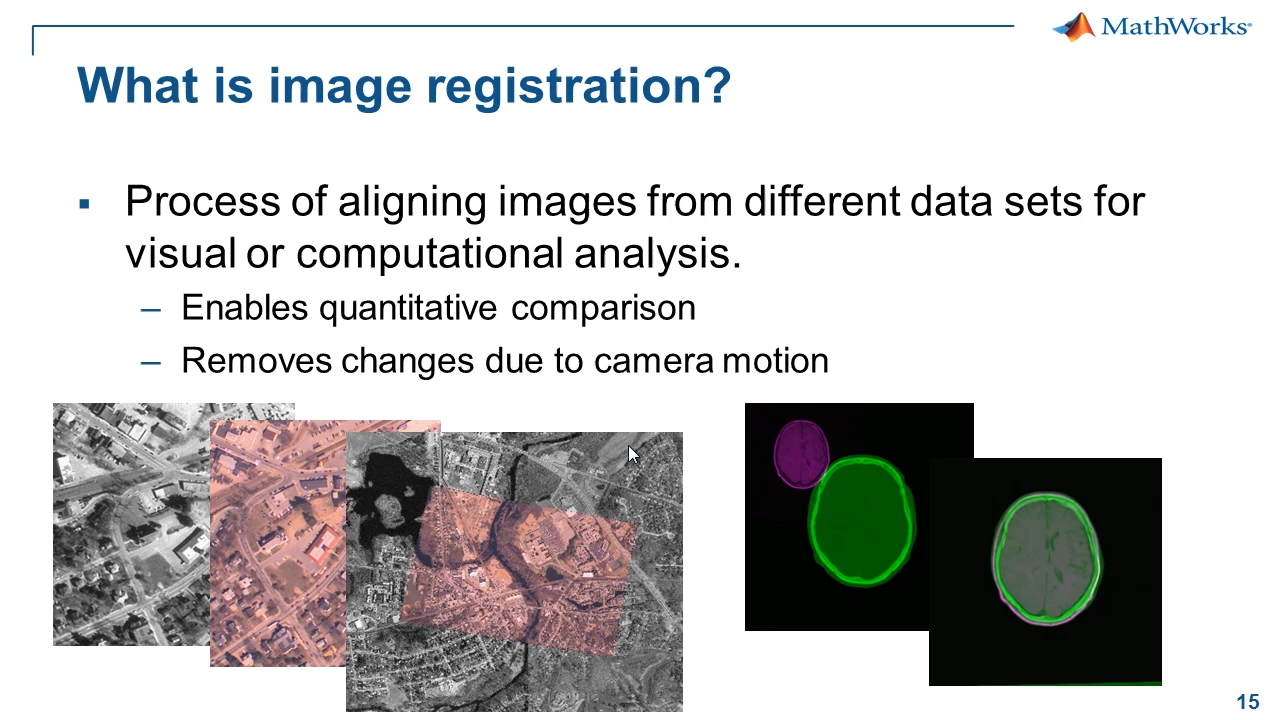 MathWorks®
What is image registration?
▪ Process of aligning images from different data sets for
visual or computational analysis.
– Enables quantitative comparison
– Removes changes due to camera motion
15